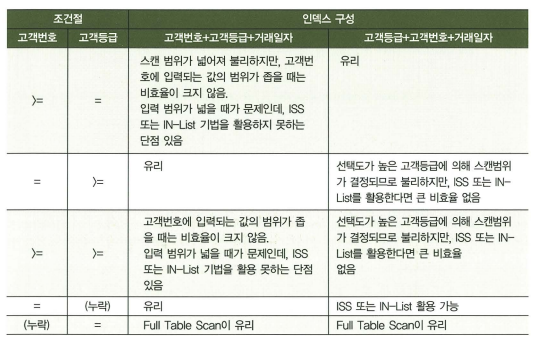 조건절 인덱스 구성
고객번호 고객등급 고객번호+고객등급+거래일자 고객등급+고객번호+거래일자
>= = 스캔 범위가 넓어져 불리하지만, 고객번 유리
호에 입력되는 값의 범위가 좁을 때는
비효율이 크지 않음.
입력 범위가 넓을 때가 문제인데, ISS
또는 IN-List 기법을 활용하지 못하는
단점 있음
= >= 유리 선택도가 높은 고객등급에 의해 스캔범위
가 결정되므로 불리하지만, ISS 또는 IN-
List를 활용한다면 큰 비효율 없음
>= >= 고객번호에 입력되는 값의 범위가 좁 선택도가 높은 고객등급에 의해 스캔범위
을 때는 비효율이 크지 않음. 가 결정되므로 불리하지만, ISS 또는 IN-
입력 범위가 넓을 때가 문제인데, ISS List를 활용한다면 큰 비효율
또는 IN-List 기법을 활용 못하는 단점 없음
있음
= (누락) 유리 ISS 또는 IN-List 활용 가능
(누락) = Full Table Scan이 유리 Full Table Scan이 유리